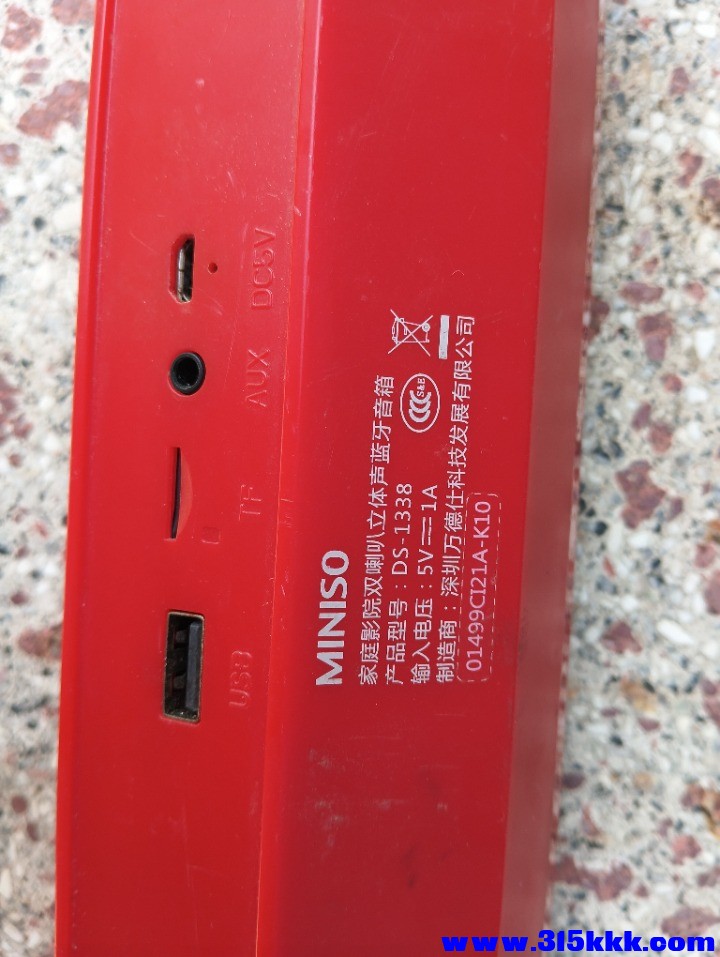 MINISO
家庭影院双喇叭立体声蓝牙音箱
产品型号：DS-1338
输入电压：5V⎓1A
制造商：深圳万德仕科技发展有限公司
01499CI21A-K10
CCC S&E
USB
TF
AUX
DC5V
www.315kkk.com